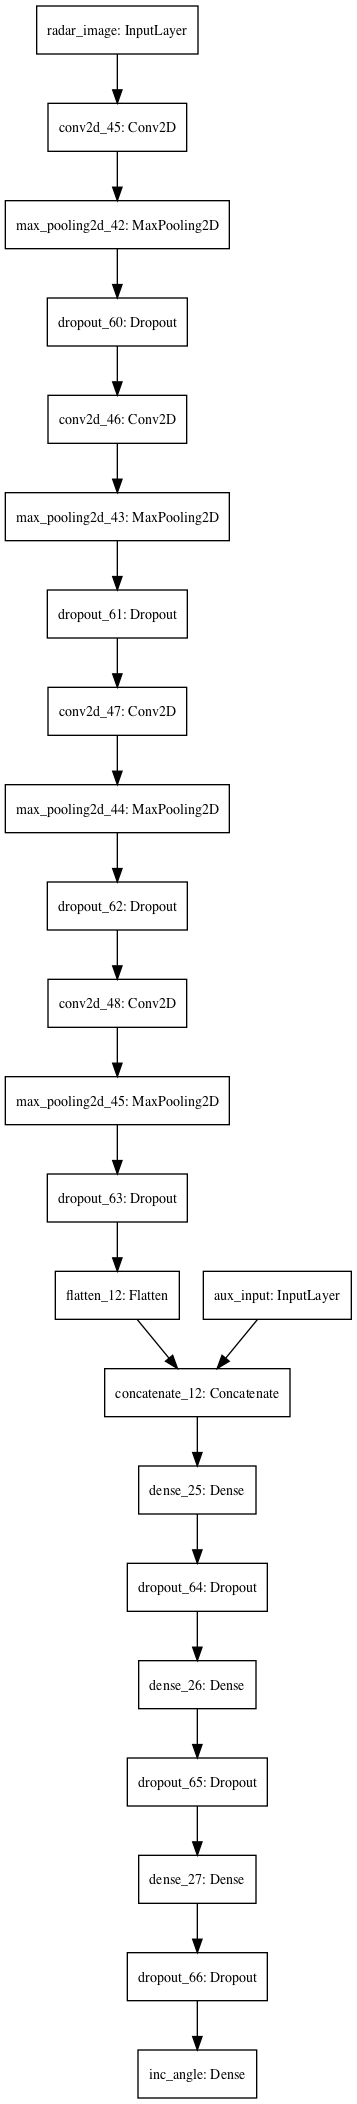 radar_image: InputLayer
conv2d_45: Conv2D
max_pooling2d_42: MaxPooling2D
dropout_60: Dropout
conv2d_46: Conv2D
max_pooling2d_43: MaxPooling2D
dropout_61: Dropout
conv2d_47: Conv2D
max_pooling2d_44: MaxPooling2D
dropout_62: Dropout
conv2d_48: Conv2D
max_pooling2d_45: MaxPooling2D
dropout_63: Dropout
flatten_12: Flatten
aux_input: InputLayer
concatenate_12: Concatenate
dense_25: Dense
dropout_64: Dropout
dense_26: Dense
dropout_65: Dropout
dense_27: Dense
dropout_66: Dropout
inc_angle: Dense